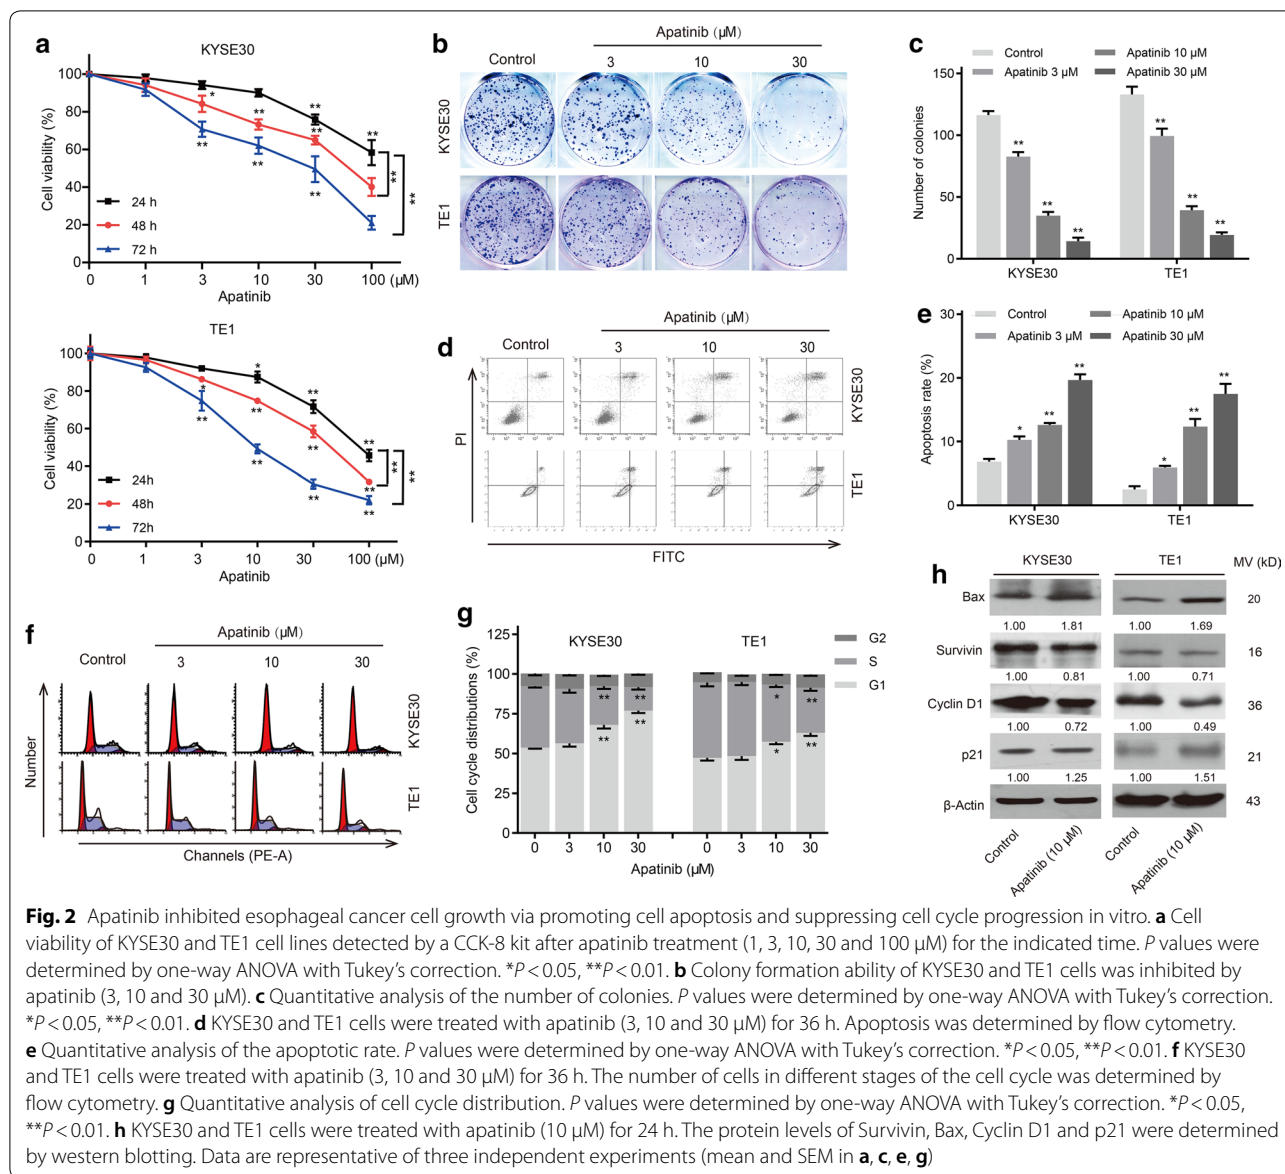 a
KYSE30
Cell viability (%)
100
80
60
40
20
0
*
**
**
**
**
**
**
**
**
**
**
24 h
48 h
72 h
0 1 3 10 30 100 (µM)
Apatinib
TE1
Cell viability (%)
100
80
60
40
20
0
*
*
**
**
**
**
**
**
**
**
**
**
**
24h
48h
72h
0 1 3 10 30 100 (µM)
Apatinib
b
Apatinib (µM)
Control 3 10 30
KYSE30
TE1
c
Control
Apatinib 3 µM
Apatinib 10 µM
Apatinib 30 µM
Number of colonies
150
100
50
0
** ** ** ** ** **
KYSE30 TE1
d
Apatinib (µM)
Control 3 10 30
PI
KYSE30
TE1
FITC
e
Control
Apatinib 3 µM
Apatinib 10 µM
Apatinib 30 µM
Apoptosis rate (%)
30
20
10
0
* ** ** * ** **
KYSE30 TE1
f
Apatinib (µM)
Control 3 10 30
Number
KYSE30
TE1
Channels (PE-A)
g
KYSE30 TE1
G2
S
G1
Cell cycle distributions (%)
125
100
75
50
25
0
** ** * **
** ** * **
0 3 10 30 0 3 10 30
Apatinib (µM)
h
KYSE30 TE1 MV (kD)
Bax 20
1.00 1.81 1.00 1.69
Survivin 16
1.00 0.81 1.00 0.71
Cyclin D1 36
1.00 0.72 1.00 0.49
p21 21
1.00 1.25 1.00 1.51
β-Actin 43
Control Apatinib (10 µM) Control Apatinib (10 µM)
Fig. 2 Apatinib inhibited esophageal cancer cell growth via promoting cell apoptosis and suppressing cell cycle progression in vitro. a Cell
viability of KYSE30 and TE1 cell lines detected by a CCK-8 kit after apatinib treatment (1, 3, 10, 30 and 100 µM) for the indicated time. P values were
determined by one-way ANOVA with Tukey's correction. *P < 0.05, **P < 0.01. b Colony formation ability of KYSE30 and TE1 cells was inhibited by
apatinib (3, 10 and 30 µM). c Quantitative analysis of the number of colonies. P values were determined by one-way ANOVA with Tukey's correction.
*P < 0.05, **P < 0.01. d KYSE30 and TE1 cells were treated with apatinib (3, 10 and 30 µM) for 36 h. Apoptosis was determined by flow cytometry.
e Quantitative analysis of the apoptotic rate. P values were determined by one-way ANOVA with Tukey's correction. *P < 0.05, **P < 0.01. f KYSE30
and TE1 cells were treated with apatinib (3, 10 and 30 µM) for 36 h. The number of cells in different stages of the cell cycle was determined by
flow cytometry. g Quantitative analysis of cell cycle distribution. P values were determined by one-way ANOVA with Tukey's correction. *P < 0.05,
**P < 0.01. h KYSE30 and TE1 cells were treated with apatinib (10 µM) for 24 h. The protein levels of Survivin, Bax, Cyclin D1 and p21 were determined
by western blotting. Data are representative of three independent experiments (mean and SEM in a, c, e, g)